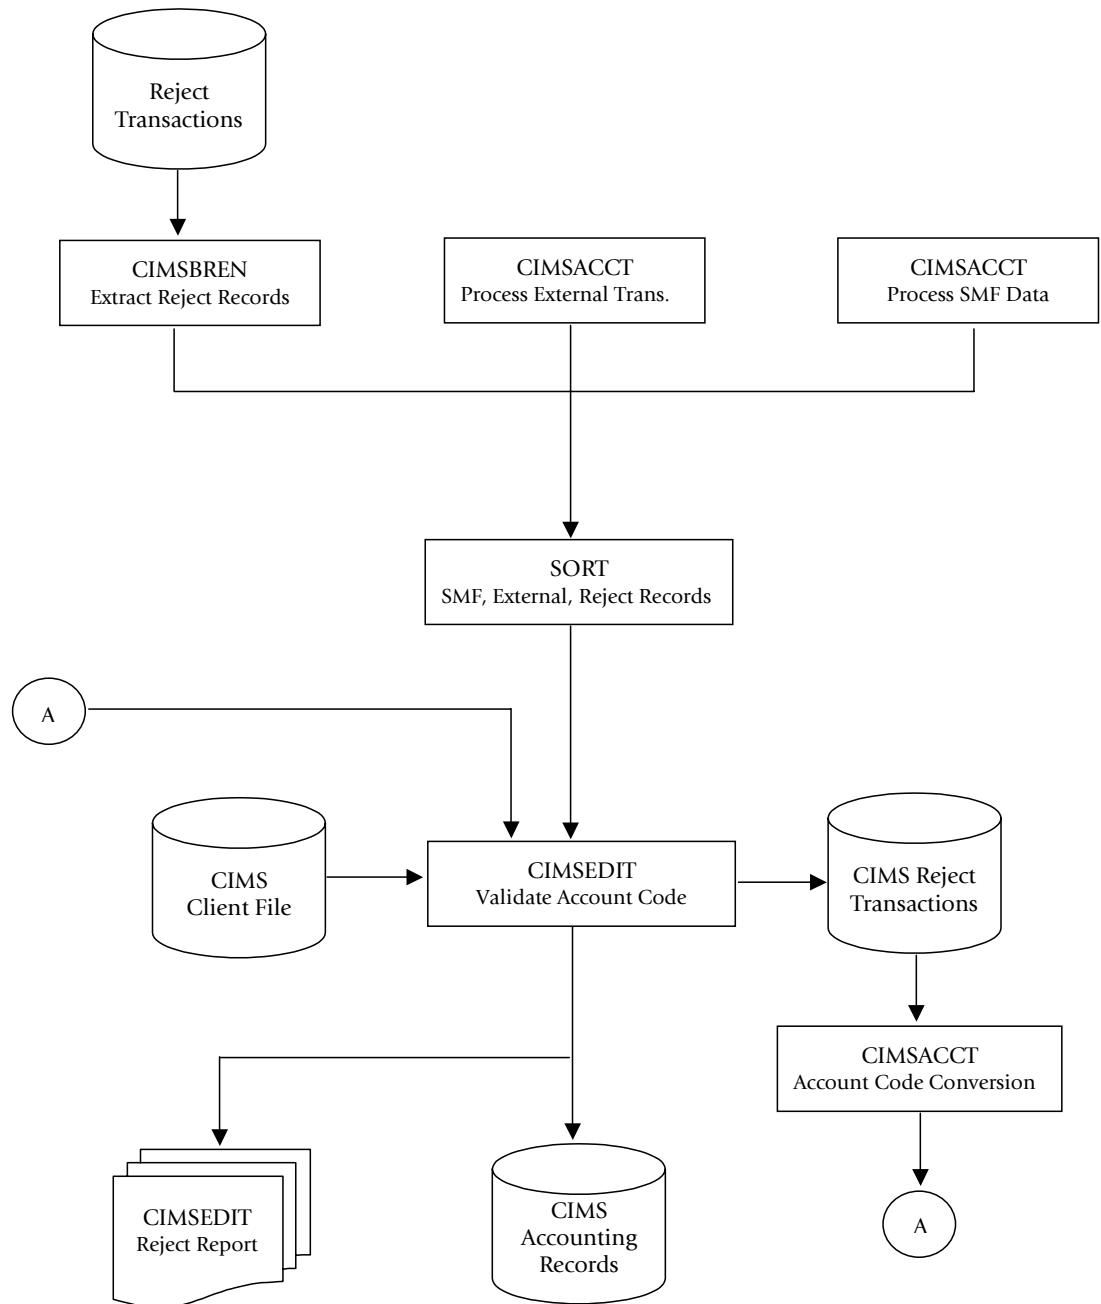 Reject
Transactions
CIMSBREN
Extract Reject Records
CIMSACCT
Process External Trans.
CIMSACCT
Process SMF Data
SORT
SMF, External, Reject Records
A
CIMS
Client File
CIMSEDIT
Validate Account Code
CIMS Reject
Transactions
CIMSACCT
Account Code Conversion
CIMSEDIT
Reject Report
CIMS
Accounting
Records
A